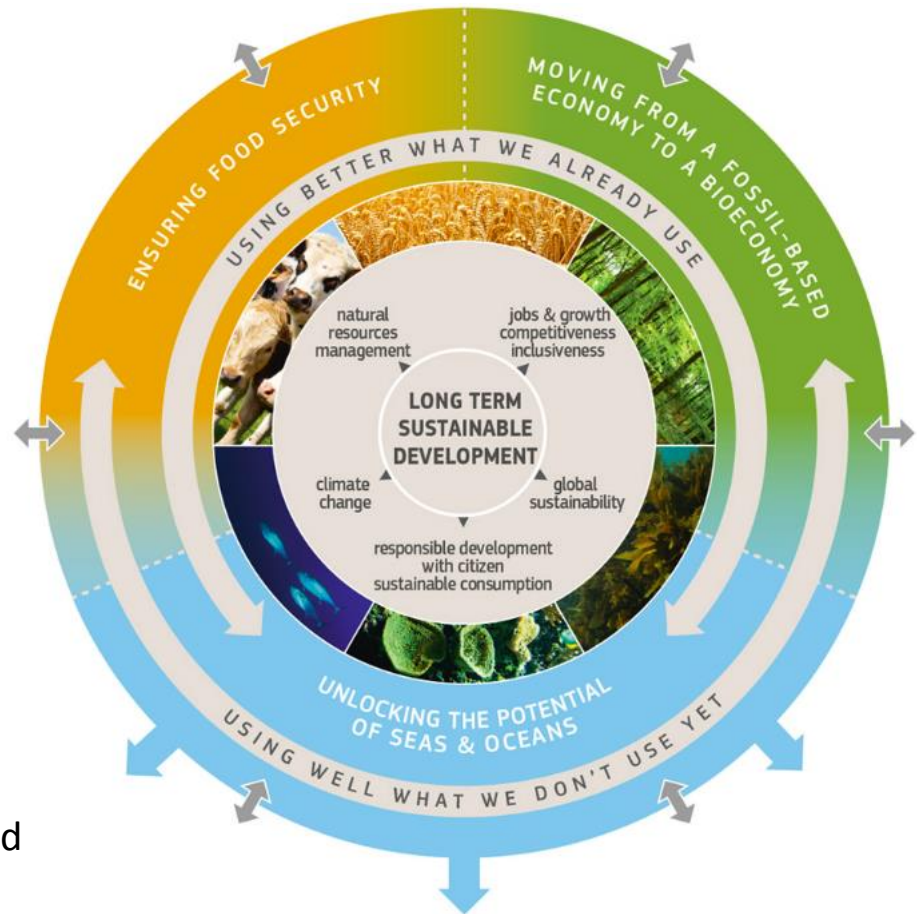 ENSURING FOOD SECURITY
MOVING FROM A FOSSIL-BASED
ECONOMY TO A BIOECONOMY
USING BETTER WHAT WE ALREADY USE
natural
resources
management
jobs & growth
competitiveness
inclusiveness
LONG TERM
SUSTAINABLE
DEVELOPMENT
climate
change
global
sustainability
responsible development
with citizen
sustainable consumption
UNLOCKING THE POTENTIAL
OF SEAS & OCEANS
USING WELL WHAT WE DON'T USE YET
d